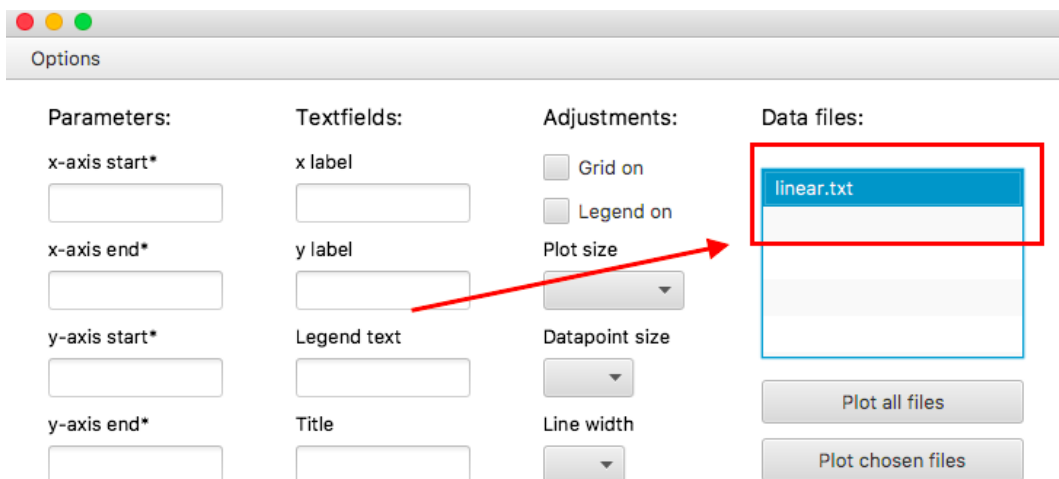 Options
Parameters:
x-axis start*
x-axis end*
y-axis start*
y-axis end*
Textfields:
x label
y label
Legend text
Title
Adjustments:
Grid on
Legend on
Plot size
Datapoint size
Line width
Data files:
linear.txt
Plot all files
Plot chosen files